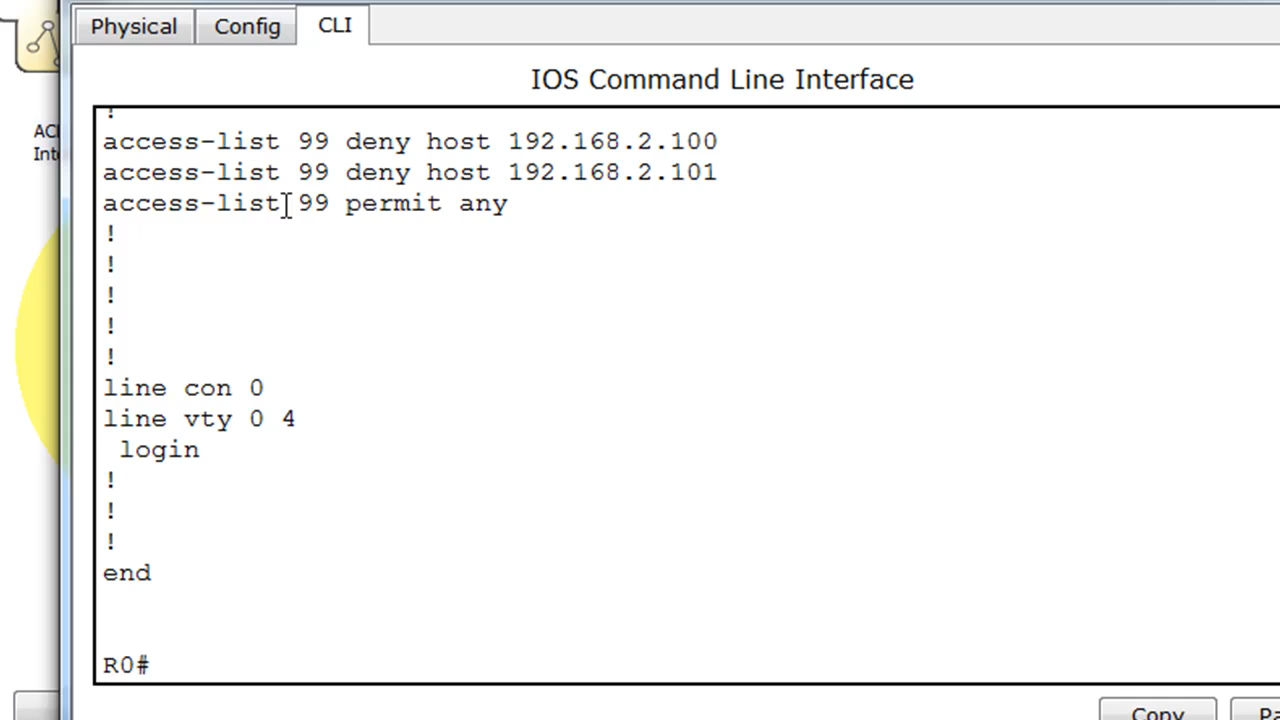 Physical
Config
CLI
IOS Command Line Interface
!
access-list 99 deny host 192.168.2.100
access-list 99 deny host 192.168.2.101
access-list 99 permit any
!
!
!
!
!
line con 0
line vty 0 4
login
!
!
!
end
R0#
Copy